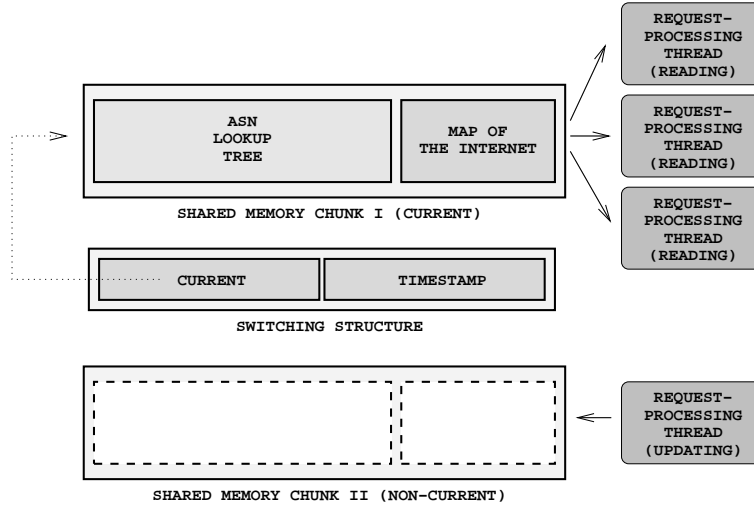 REQUEST-
PROCESSING
THREAD
(READING)
ASN
LOOKUP
TREE
MAP OF
THE INTERNET
REQUEST-
PROCESSING
THREAD
(READING)
SHARED MEMORY CHUNK I (CURRENT)
REQUEST-
PROCESSING
THREAD
(READING)
CURRENT
TIMESTAMP
SWITCHING STRUCTURE
REQUEST-
PROCESSING
THREAD
(UPDATING)
SHARED MEMORY CHUNK II (NON-CURRENT)